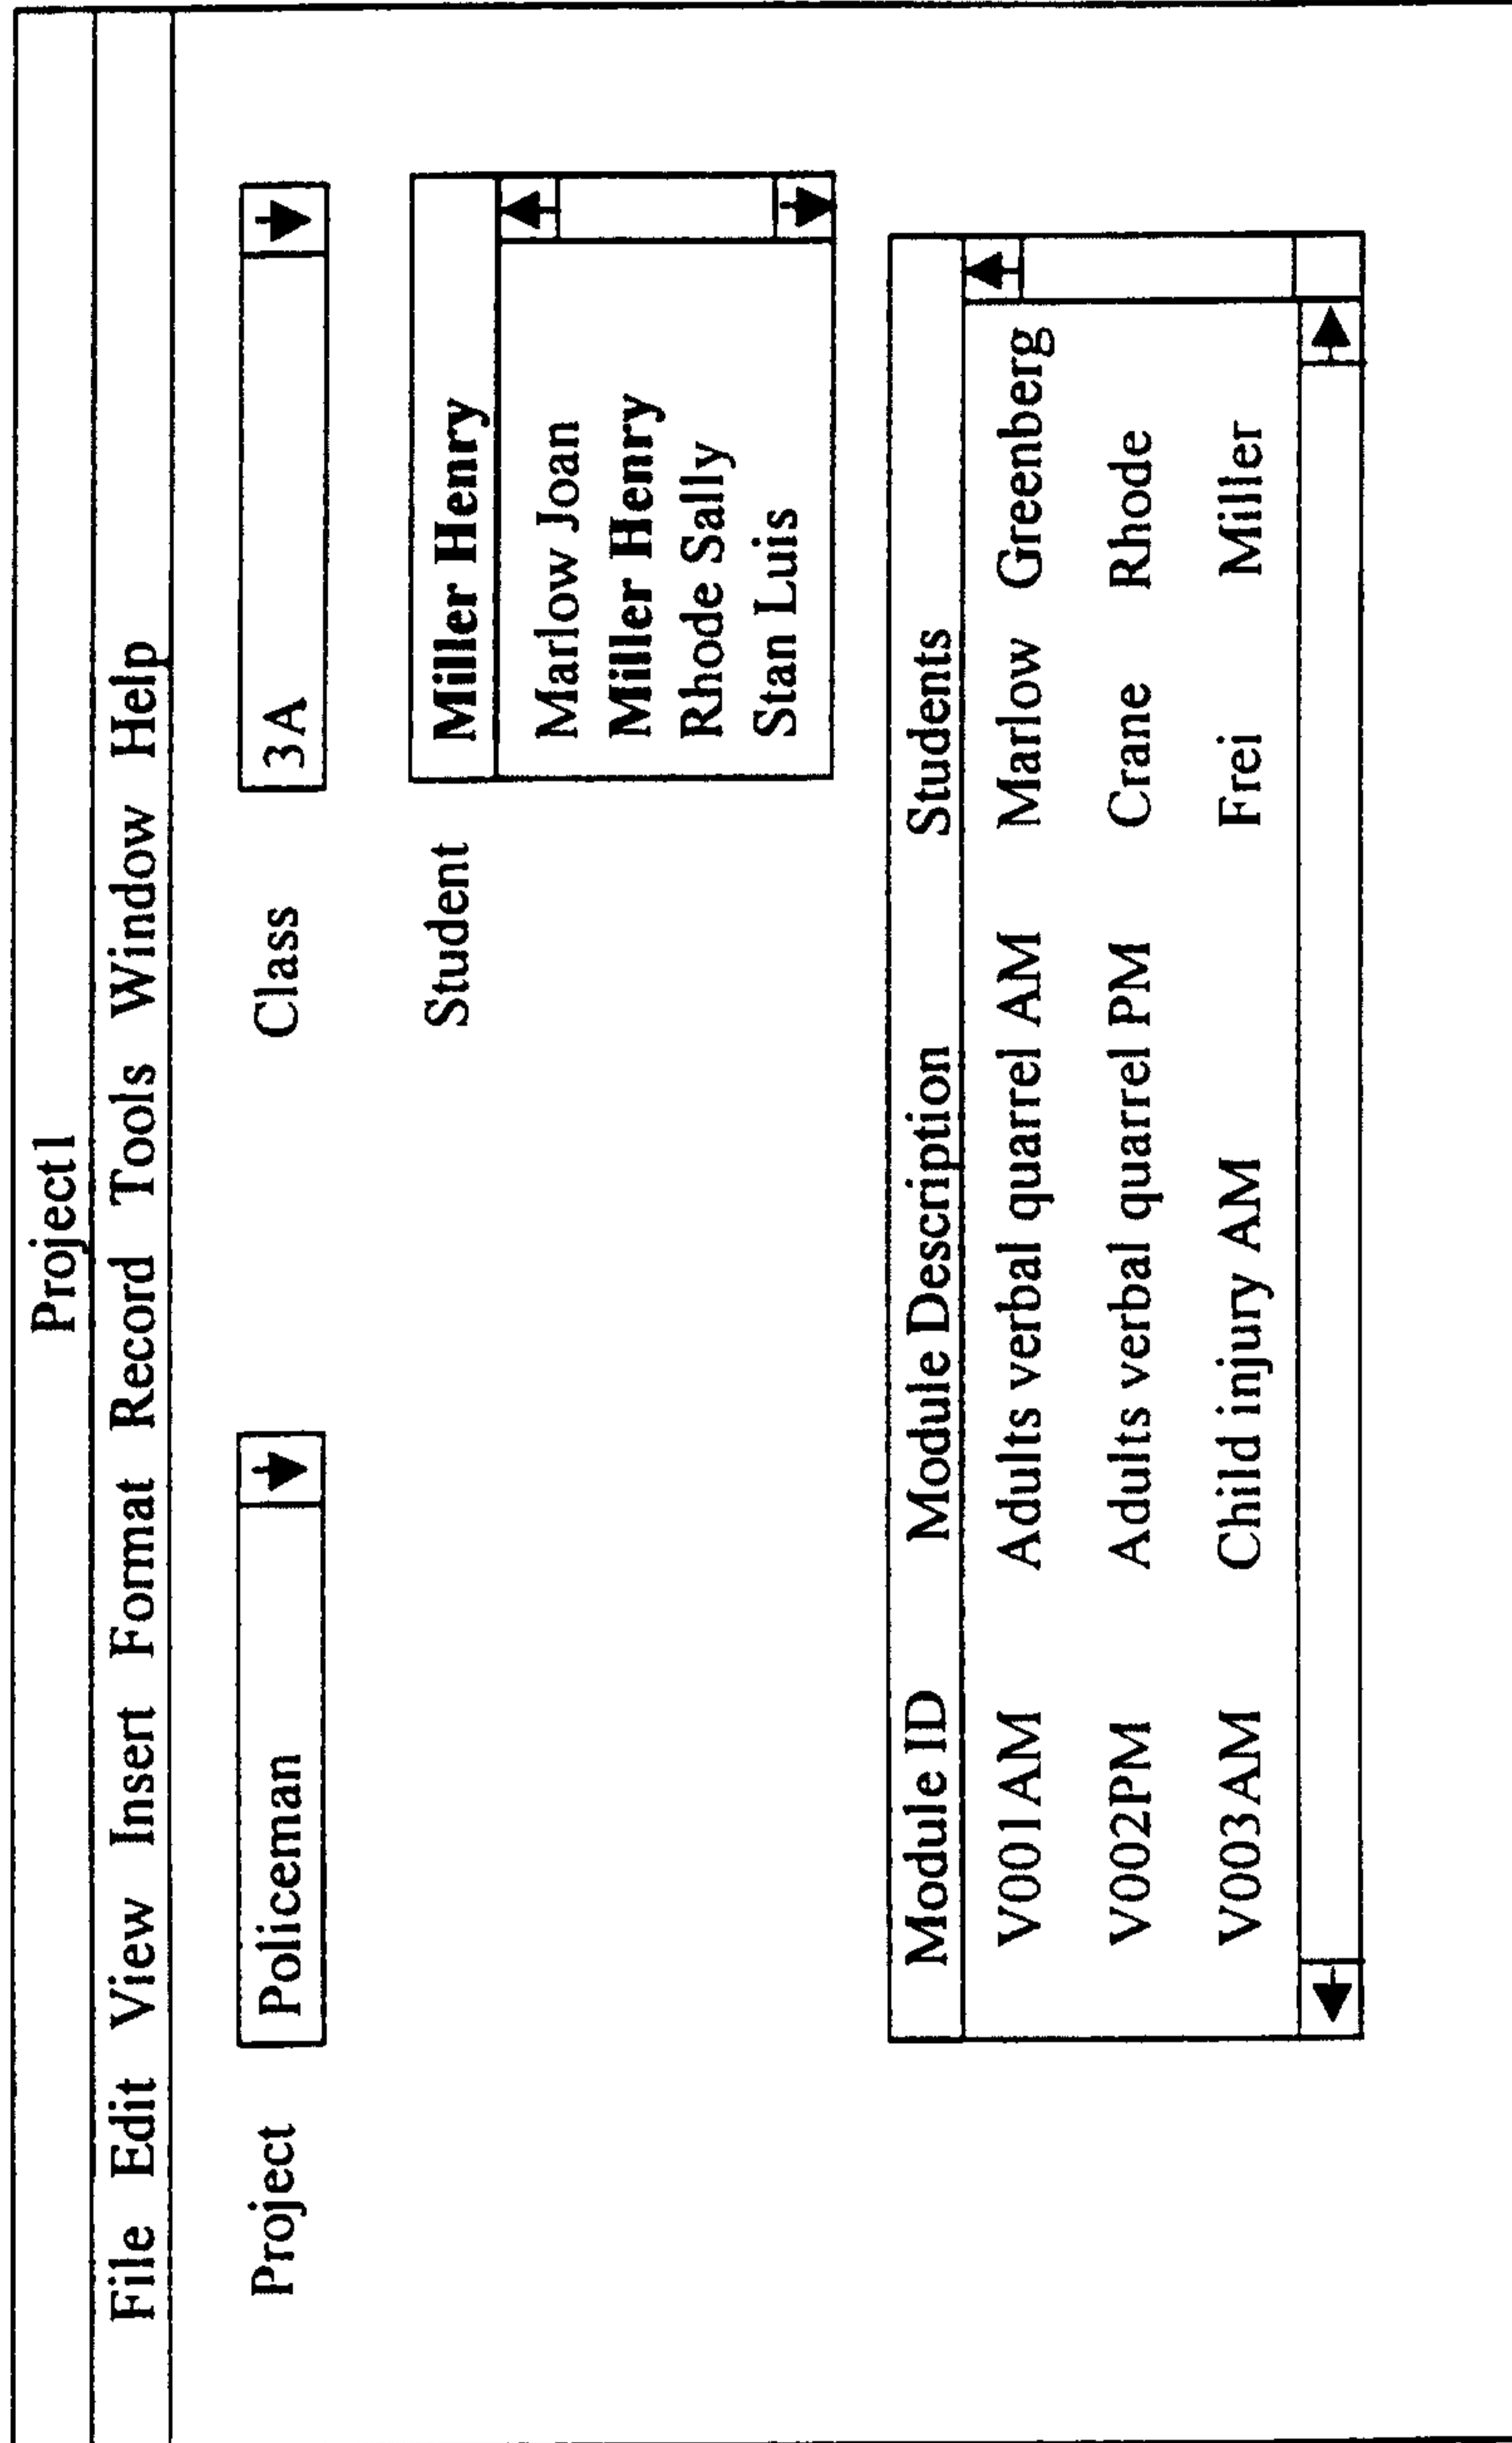 Project1
File Edit View Insert Format Record Tools Window Help
Project Policeman Class 3A
Student Miller Henry
Marlow Joan
Miller Henry
Rhode Sally
Stan Luis
Module ID Module Description Students
V001AM Adults verbal quarrel AM Marlow Greenberg
V002PM Adults verbal quarrel PM Crane Rhode
V003AM Child injury AM Frei Miller